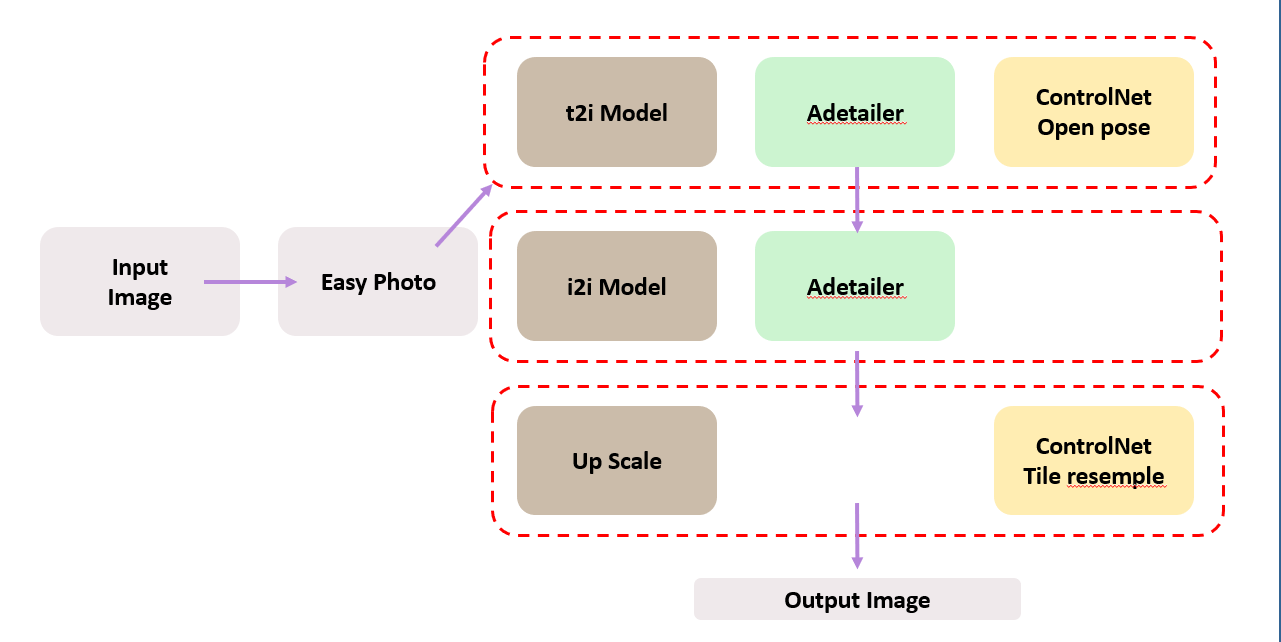 t2i Model
Adetailer
ControlNet
Open pose
Input
Image
Easy Photo
i2i Model
Adetailer
Up Scale
ControlNet
Tile resemple
Output Image